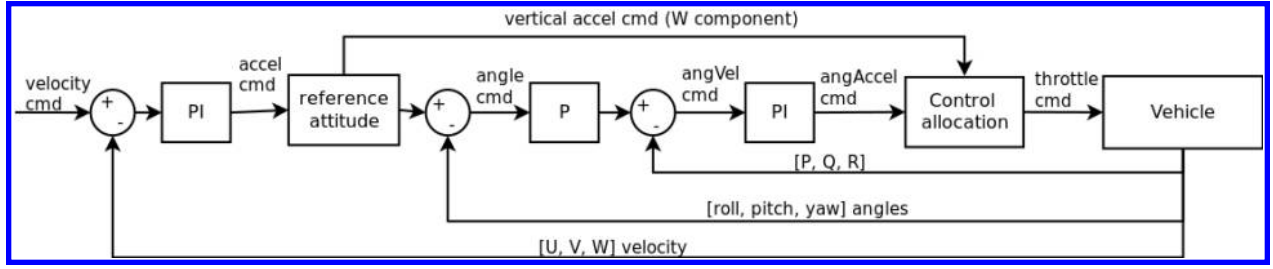 vertical accel cmd (W component)
velocity
cmd
+
-
PI
accel
cmd
reference
attitude
+
-
angle
cmd
P
+
-
angVel
cmd
PI
angAccel
cmd
Control
allocation
throttle
cmd
Vehicle
[P, Q, R]
[roll, pitch, yaw] angles
[U, V, W] velocity